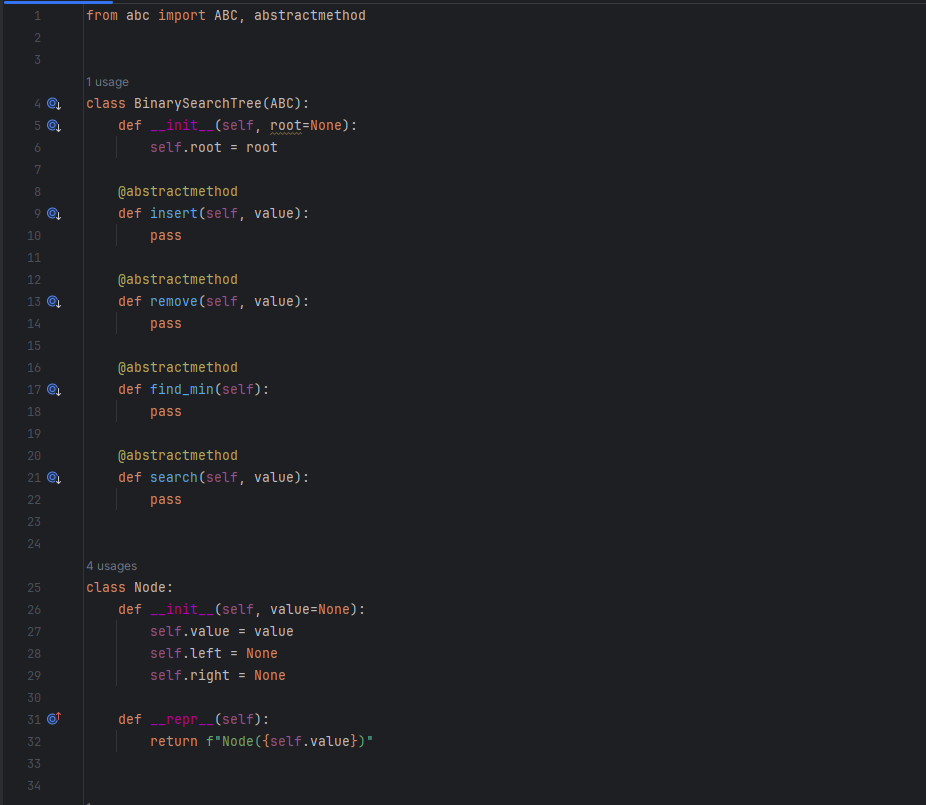 1 from abc import ABC, abstractmethod
2
3
1 usage
4 class BinarySearchTree(ABC):
5     def __init__(self, root=None):
6         self.root = root
7
8     @abstractmethod
9     def insert(self, value):
10         pass
11
12     @abstractmethod
13     def remove(self, value):
14         pass
15
16     @abstractmethod
17     def find_min(self):
18         pass
19
20     @abstractmethod
21     def search(self, value):
22         pass
23
24
4 usages
25 class Node:
26     def __init__(self, value=None):
27         self.value = value
28         self.left = None
29         self.right = None
30
31     def __repr__(self):
32         return f"Node({self.value})"
33
34